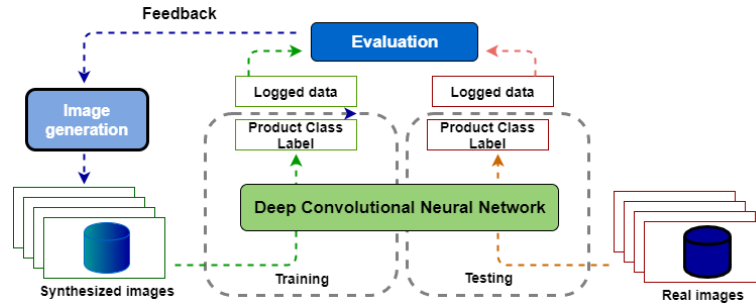 Feedback
Evaluation
Image
generation
Logged data
Logged data
Product Class
Label
Product Class
Label
Deep Convolutional Neural Network
Synthesized images
Training
Testing
Real images